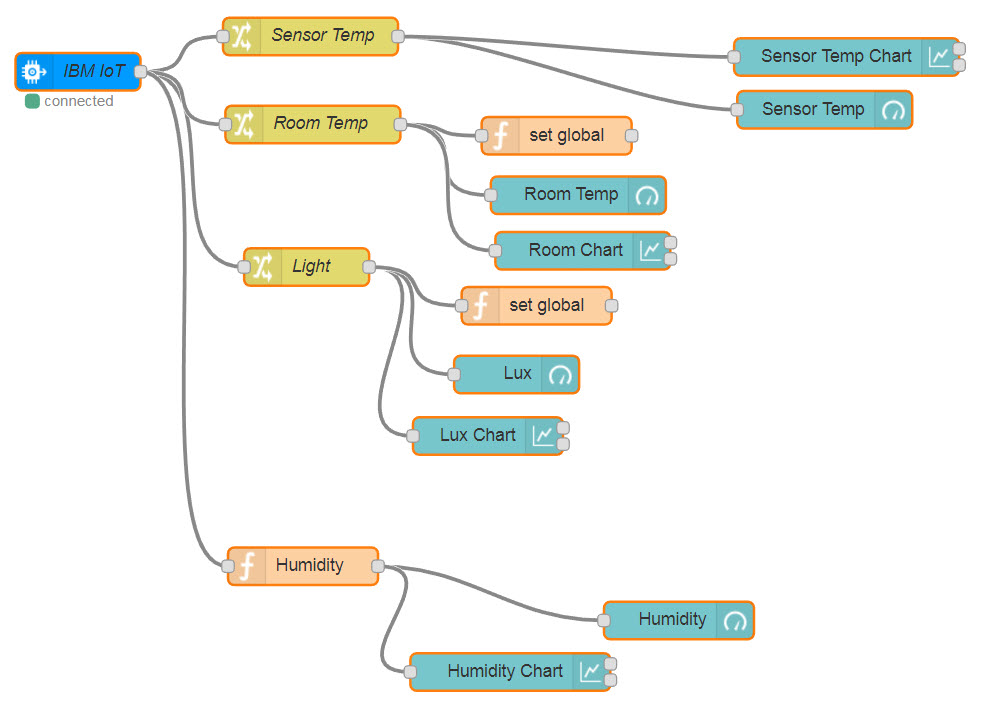 Sensor Temp
Sensor Temp Chart
IBM IoT
connected
Sensor Temp
Room Temp
set global
Room Temp
Room Chart
Light
set global
Lux
Lux Chart
Humidity
Humidity
Humidity Chart